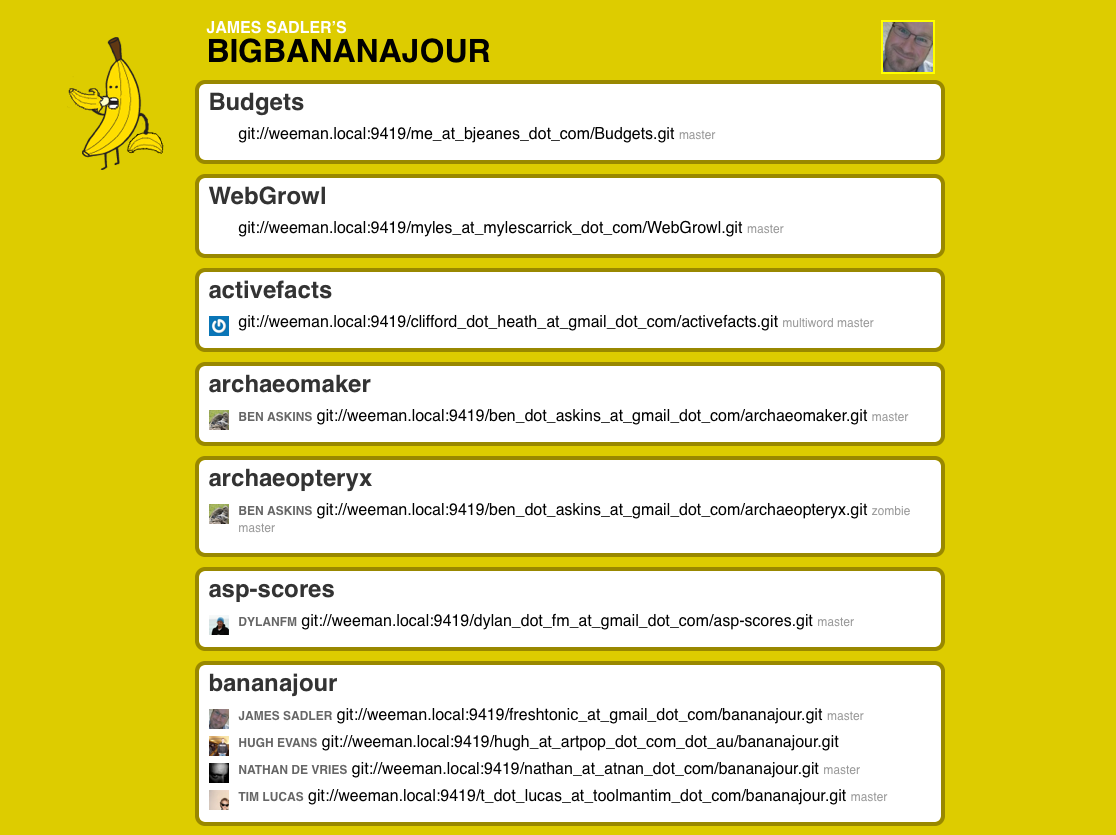 JAMES SADLER'S
BIGBANANAJOUR
Budgets
git://weeman.local:9419/me_at_bjeanes_dot_com/Budgets.git master
WebGrowl
git://weeman.local:9419/myles_at_mylescarrick_dot_com/WebGrowl.git master
activefacts
git://weeman.local:9419/clifford_dot_heath_at_gmail_dot_com/activefacts.git multiword master
archaeomaker
BEN ASKINS git://weeman.local:9419/ben_dot_askins_at_gmail_dot_com/archaeomaker.git master
archaeopteryx
BEN ASKINS git://weeman.local:9419/ben_dot_askins_at_gmail_dot_com/archaeopteryx.git zombie
master
asp-scores
DYLANFM git://weeman.local:9419/dylan_dot_fm_at_gmail_dot_com/asp-scores.git master
bananajour
JAMES SADLER git://weeman.local:9419/freshtonic_at_gmail_dot_com/bananajour.git master
HUGH EVANS git://weeman.local:9419/hugh_at_artpop_dot_com_dot_au/bananajour.git
NATHAN DE VRIES git://weeman.local:9419/nathan_at_atnan_dot_com/bananajour.git master
TIM LUCAS git://weeman.local:9419/t_dot_lucas_at_toolmantim_dot_com/bananajour.git master